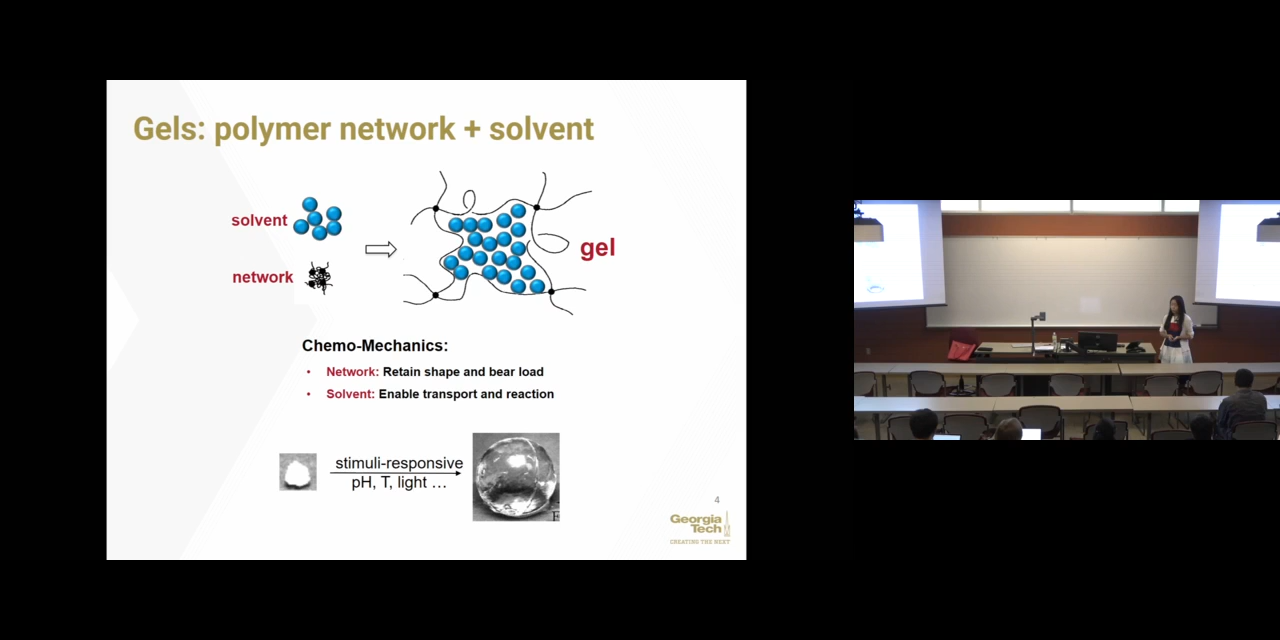 Gels: polymer network + solvent
solvent
network
gel
Chemo-Mechanics:
• Network: Retain shape and bear load
• Solvent: Enable transport and reaction
stimuli-responsive
pH, T, light ...
F
4
Georgia
Tech
CREATING THE NEXT